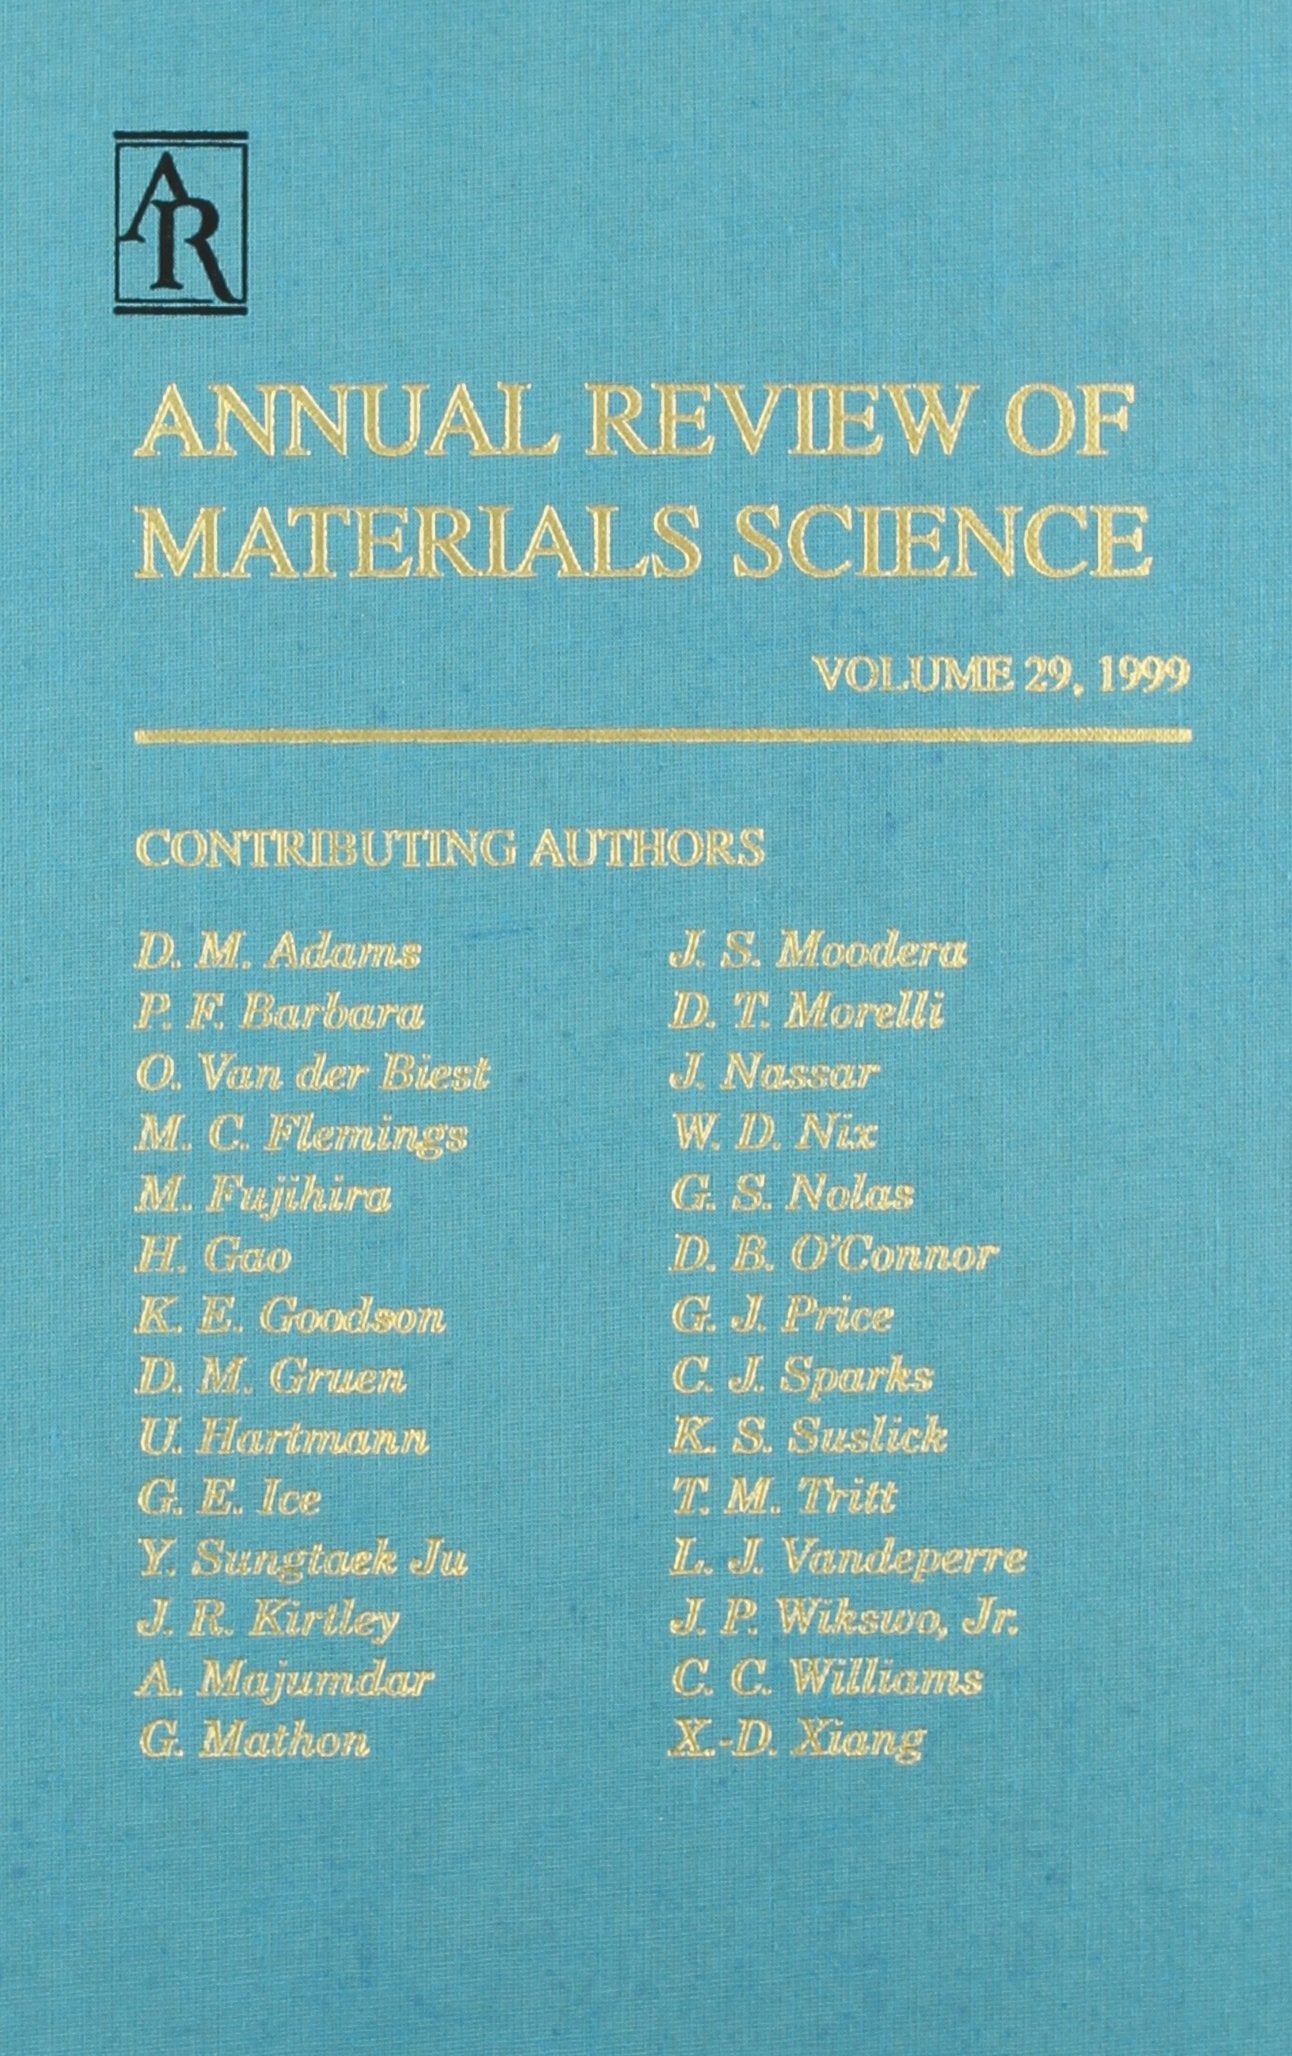 AR
ANNUAL REVIEW OF
MATERIALS SCIENCE
VOLUME 29, 1999
CONTRIBUTING AUTHORS
D. M. Adams
P. F. Barbara
O. Van der Biest
M. C. Flemings
M. Fujihira
H. Gao
K. E. Goodson
D. M. Gruen
U. Hartmann
G. E. Ice
Y. Sungtaek Ju
J. R. Kirtley
A. Majumdar
G. Mathon
J. S. Moodera
D. T. Morelli
J. Nassar
W. D. Nix
G. S. Nolas
D. B. O'Connor
G. J. Price
C. J. Sparks
K. S. Suslick
T. M. Tritt
L. J. Vandeperre
J. P. Wikswo, Jr.
C. C. Williams
X.-D. Xiang